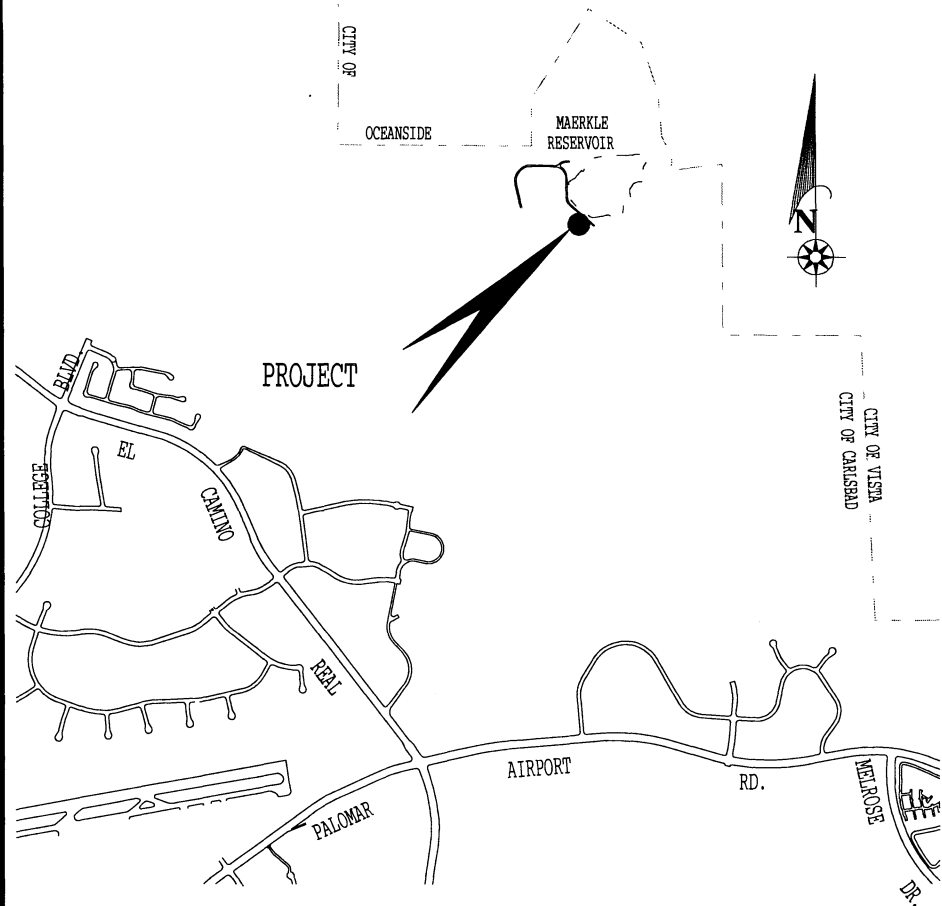 CITY OF
OCEANSIDE
MAERKLE
RESERVOIR
N
PROJECT
BLVD.
EL
CAMINO
REAL
COLLEGE
CITY OF VISTA
CITY OF CARLSBAD
AIRPORT
RD.
PALOMAR
MELROSE
DR.